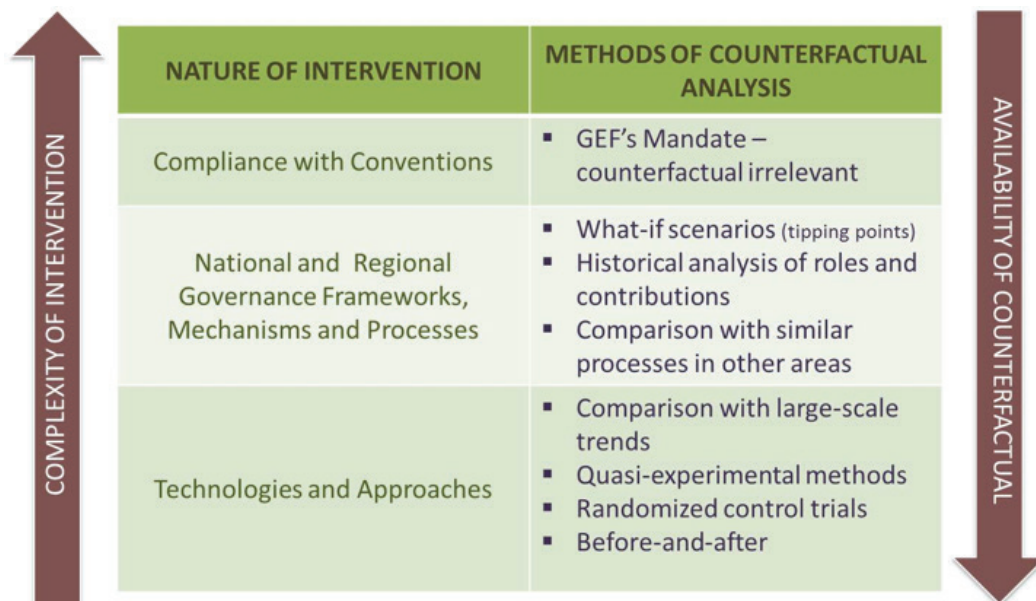 COMPLEXITY OF INTERVENTION
NATURE OF INTERVENTION
METHODS OF COUNTERFACTUAL
ANALYSIS
Compliance with Conventions
▪ GEF's Mandate –
counterfactual irrelevant
National and Regional
Governance Frameworks,
Mechanisms and Processes
▪ What-if scenarios (tipping points)
▪ Historical analysis of roles and
contributions
▪ Comparison with similar
processes in other areas
Technologies and Approaches
▪ Comparison with large-scale
trends
▪ Quasi-experimental methods
▪ Randomized control trials
▪ Before-and-after
AVAILABILITY OF COUNTERFACTUAL